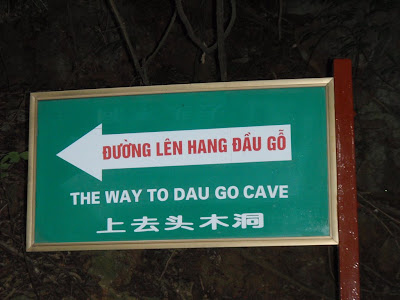 ĐƯỜNG LÊN HANG ĐẦU GỖ
THE WAY TO DAU GO CAVE
上去头木洞